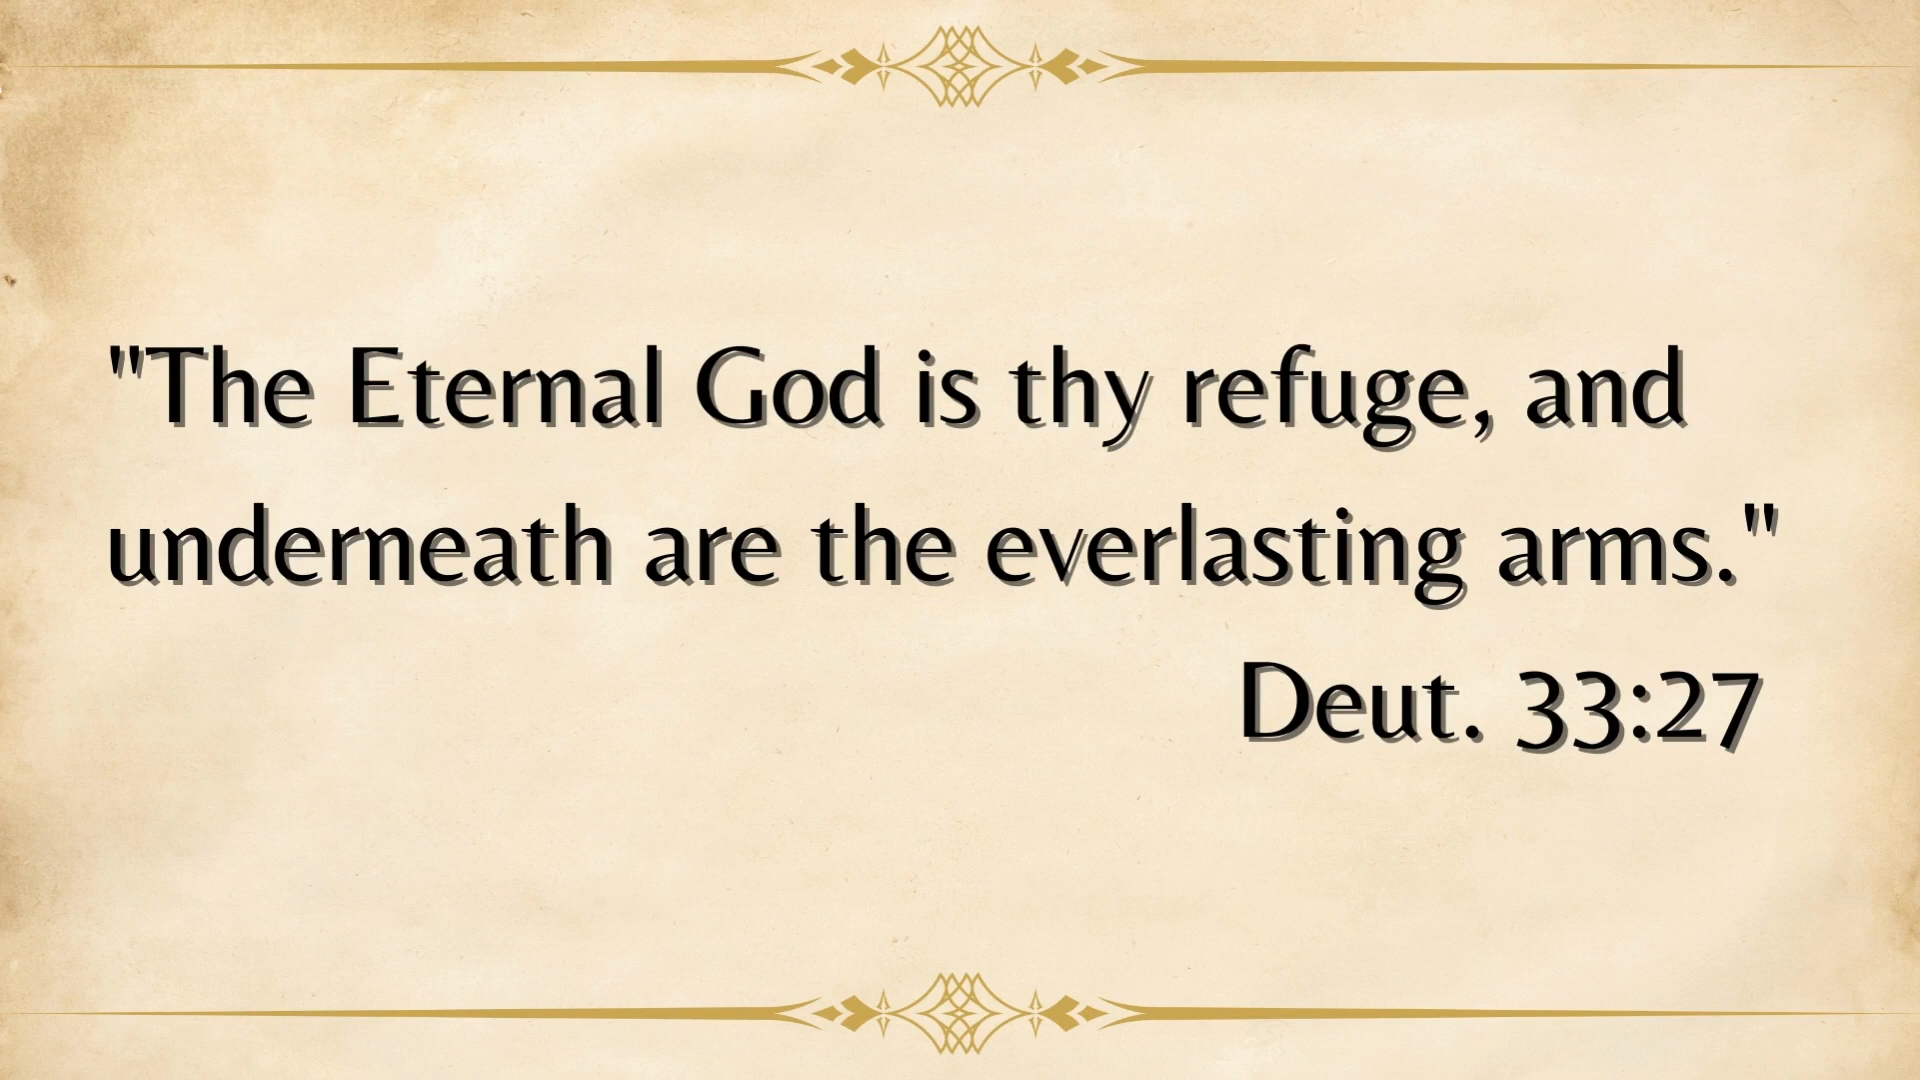 "The Eternal God is thy refuge, and
underneath are the everlasting arms."
Deut. 33:27